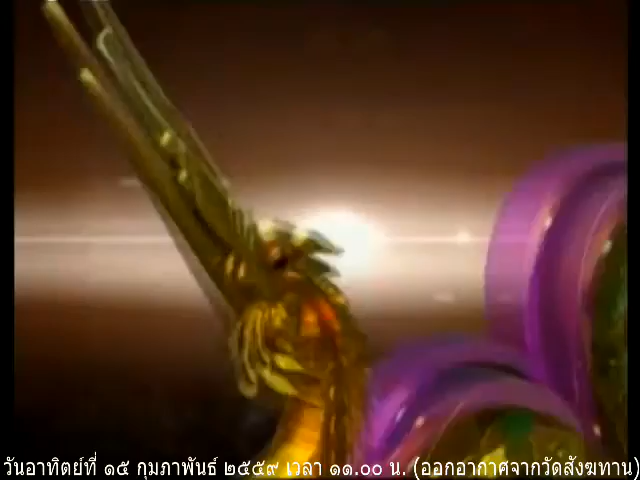 วันอาทิตย์ที่ ๑๕ กุมภาพันธ์ ๒๕๕๙ เวลา ๑๑.๐๐ น. (ออกอากาศจากวัดสังฆทาน)